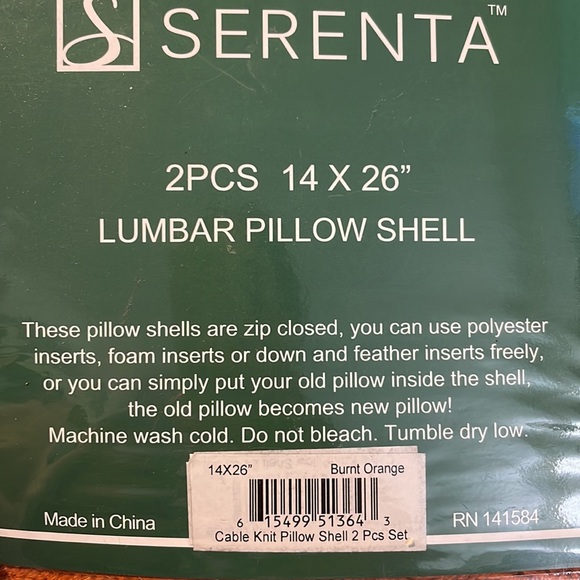 S SERENTA™
2PCS 14 X 26”
LUMBAR PILLOW SHELL
These pillow shells are zip closed, you can use polyester
inserts, foam inserts or down and feather inserts freely,
or you can simply put your old pillow inside the shell,
the old pillow becomes new pillow!
Machine wash cold. Do not bleach. Tumble dry low.
14X26” Burnt Orange
6 15499 51364 3
Cable Knit Pillow Shell 2 Pcs Set
Made in China
RN 141584